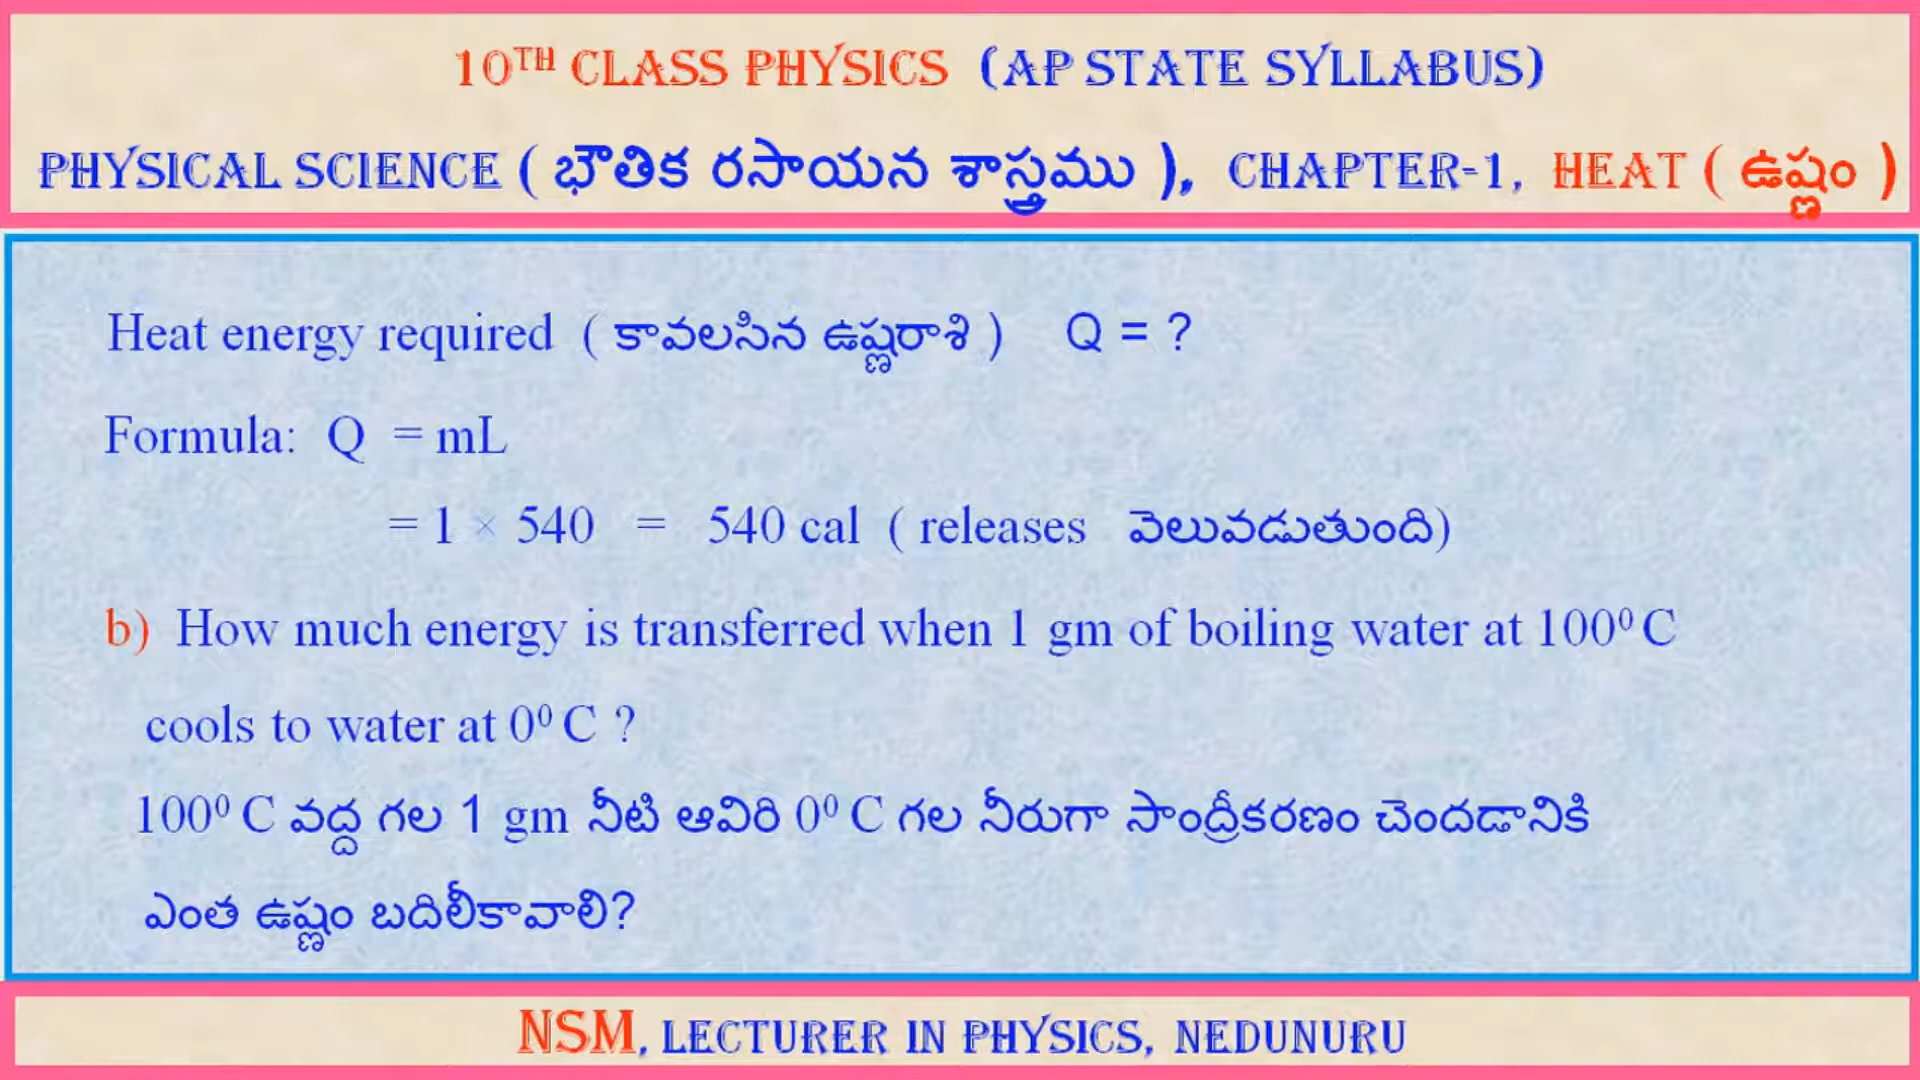 10TH CLASS PHYSICS (AP STATE SYLLABUS)
PHYSICAL SCIENCE ( భౌతిక రసాయన శాస్త్రము ), CHAPTER-1, HEAT ( ఉష్ణం )
Heat energy required ( కావలసిన ఉష్ణరాశి ) Q = ?
Formula: Q = mL
= 1 × 540 = 540 cal ( releases వెలువడుతుంది)
b) How much energy is transferred when 1 gm of boiling water at 100⁰ C
cools to water at 0⁰ C ?
100⁰ C వద్ద గల 1 gm నీటి ఆవిరి 0⁰ C గల నీరుగా సాంద్రీకరణం చెందడానికి
ఎంత ఉష్ణం బదిలీకావాలి?
NSM, LECTURER IN PHYSICS, NEDUNURU